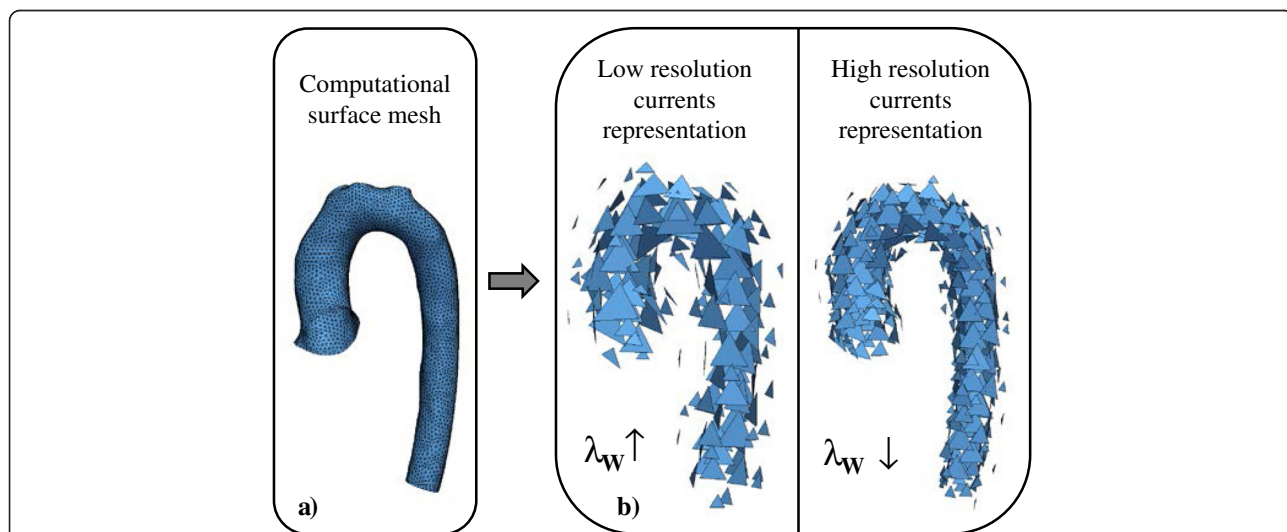 Computational
surface mesh
a)
Low resolution
currents
representation
λW↑
b)
High resolution
currents
representation
λW ↓